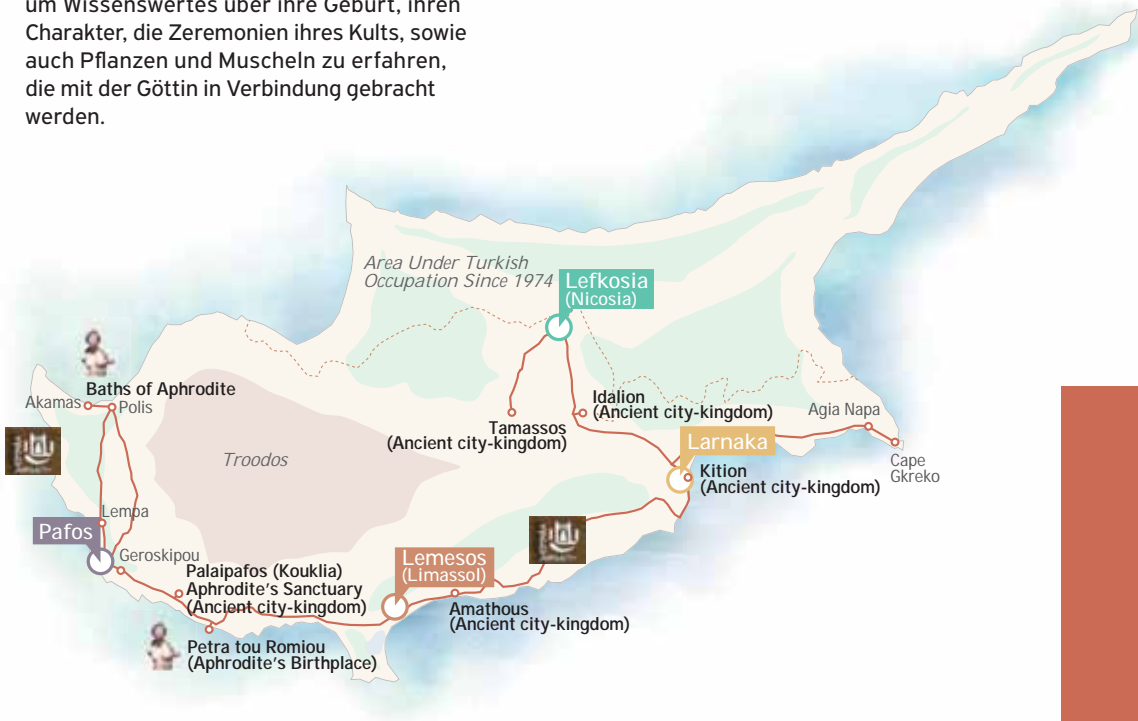 um Wissenswertes über ihre Geburt, ihren
Charakter, die Zeremonien ihres Kults, sowie
auch Pflanzen und Muscheln zu erfahren,
die mit der Göttin in Verbindung gebracht
werden.
Area Under Turkish
Occupation Since 1974
Lefkosia
(Nicosia)
Baths of Aphrodite
Akamas
Polis
Idalion
(Ancient city-kingdom)
Tamassos
(Ancient city-kingdom)
Agia Napa
Larnaka
Cape
Gkreko
Troodos
Kition
(Ancient city-kingdom)
Lempa
Pafos
Geroskipou
Palaipafos (Kouklia)
Aphrodite's Sanctuary
(Ancient city-kingdom)
Lemesos
(Limassol)
Amathous
(Ancient city-kingdom)
Petra tou Romiou
(Aphrodite's Birthplace)